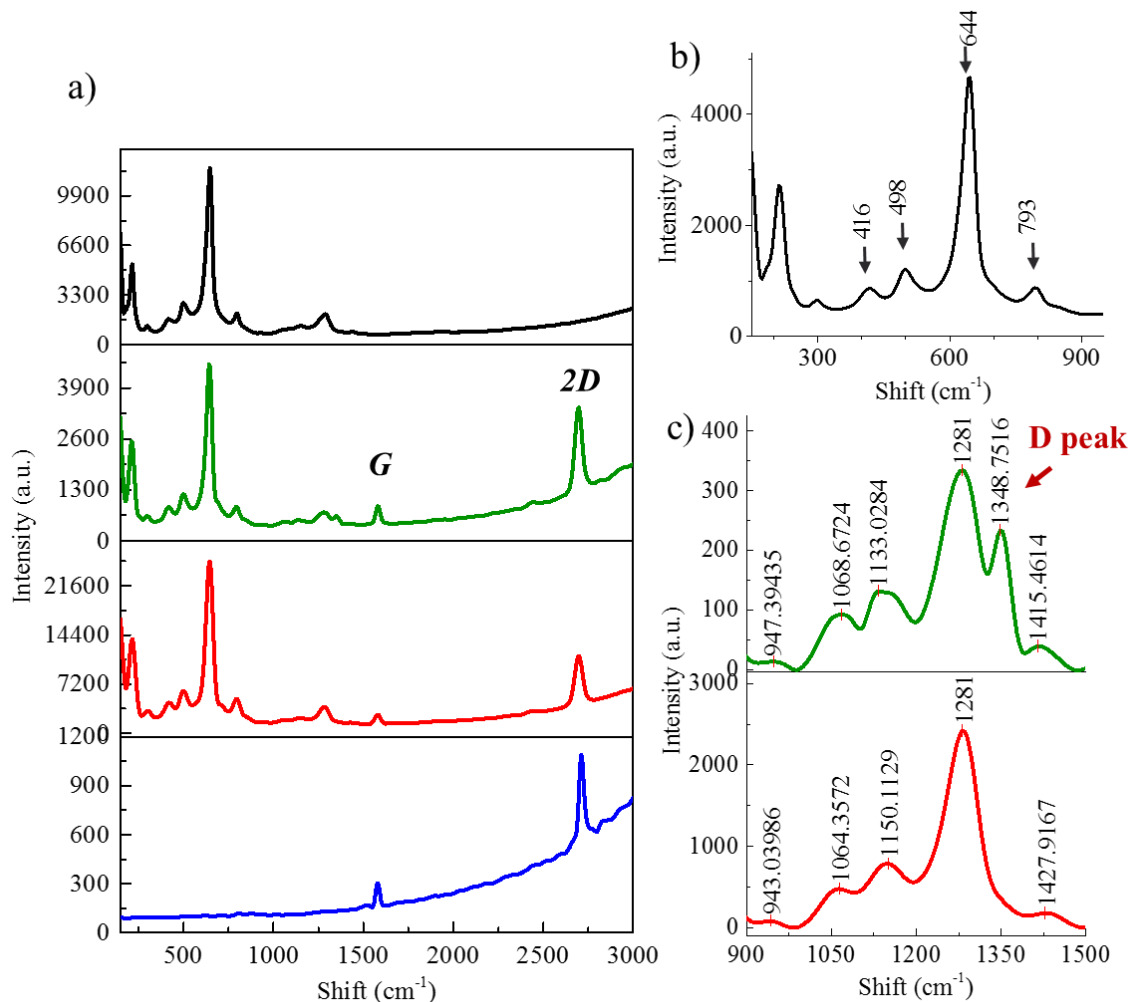 a)
Intensity (a.u.)
9900
6600
3300
0
3900
2600
1300
0
21600
14400
7200
0
1200
900
600
300
0
G
2D
500 1000 1500 2000 2500 3000
Shift (cm-1)
b)
Intensity (a.u.)
4000
2000
0
416
498
644
793
300 600 900
Shift (cm-1)
c)
Intensity (a.u.)
400
300
200
100
0
947.39435
1068.6724
1133.0284
1281
1348.7516
1415.4614
D peak
Intensity (a.u.)
3000
2000
1000
0
943.03986
1064.3572
1150.1129
1281
1427.9167
900 1050 1200 1350 1500
Shift (cm-1)